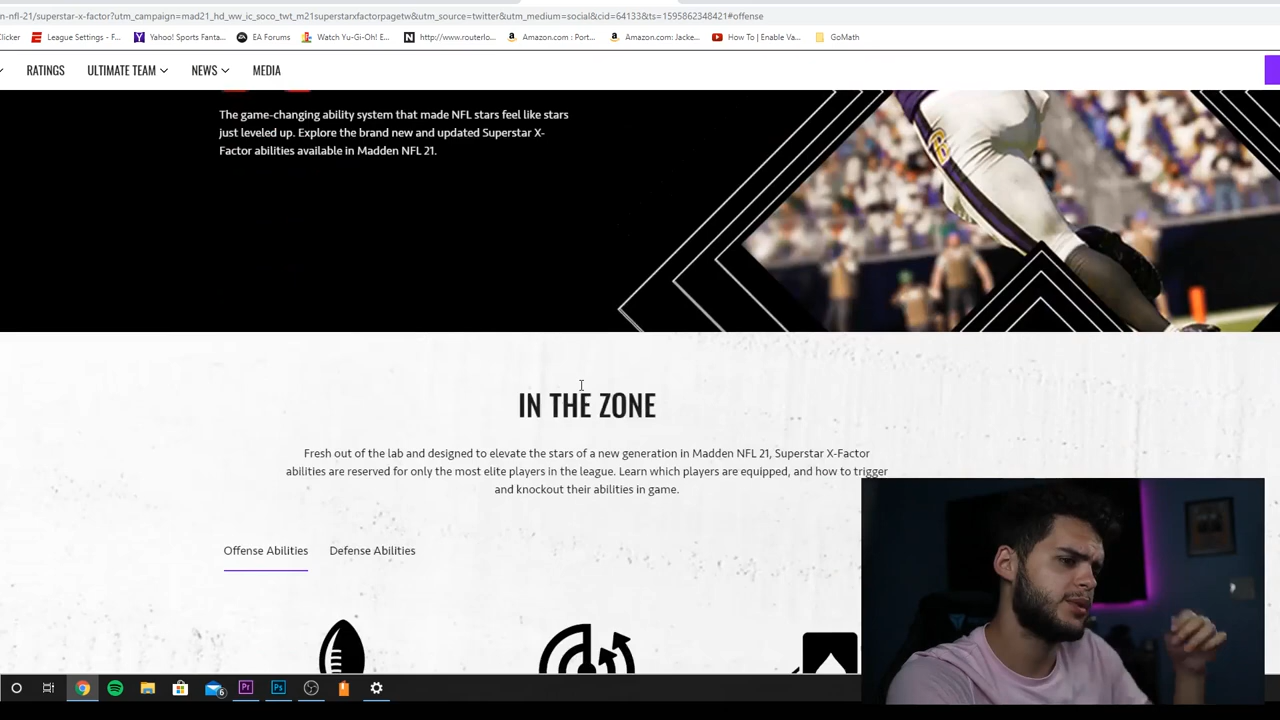 n-nfl-21/superstar-x-factor?utm_campaign=mad21_hd_ww_ic_soco_twt_m21superstarxfactorpagetw&utm_source=twitter&utm_medium=social&cid=64133&ts=1595862348421#offense
licker League Settings - F... Yahoo! Sports Fanta... EA Forums Watch Yu-Gi-Oh! E... http://www.routerlo... Amazon.com : Port... Amazon.com: Jacke... How To | Enable Va... GoMath
RATINGS ULTIMATE TEAM NEWS MEDIA
The game-changing ability system that made NFL stars feel like stars
just leveled up. Explore the brand new and updated Superstar X-
Factor abilities available in Madden NFL 21.
IN THE ZONE
Fresh out of the lab and designed to elevate the stars of a new generation in Madden NFL 21, Superstar X-Factor
abilities are reserved for only the most elite players in the league. Learn which players are equipped, and how to trigger
and knockout their abilities in game.
Offense Abilities Defense Abilities
6 Pr Ps